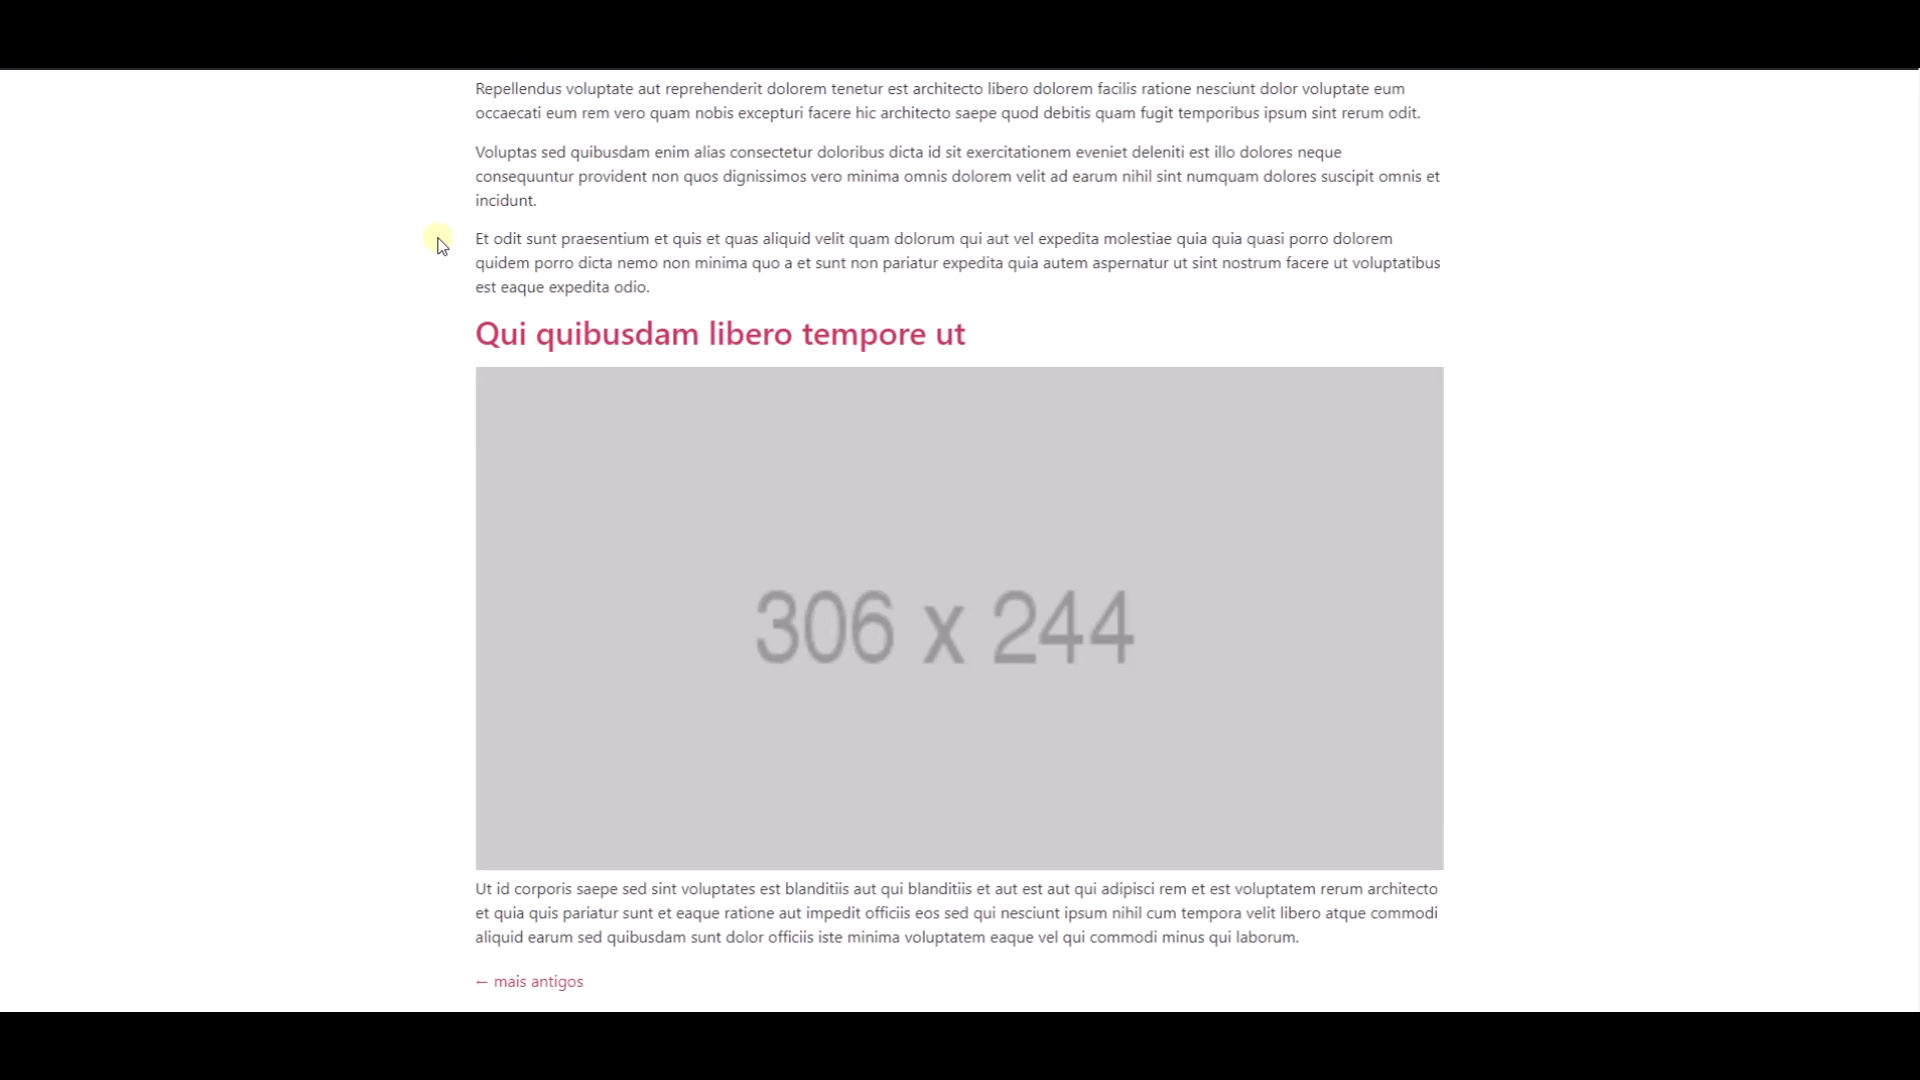 Repellendus voluptate aut reprehenderit dolorem tenetur est architecto libero dolorem facilis ratione nesciunt dolor voluptate eum
occaecati eum rem vero quam nobis excepturi facere hic architecto saepe quod debitis quam fugit temporibus ipsum sint rerum odit.
Voluptas sed quibusdam enim alias consectetur doloribus dicta id sit exercitationem eveniet deleniti est illo dolores neque
consequuntur provident non quos dignissimos vero minima omnis dolorem velit ad earum nihil sint numquam dolores suscipit omnis et
incidunt.
Et odit sunt praesentium et quis et quas aliquid velit quam dolorum qui aut vel expedita molestiae quia quia quasi porro dolorem
quidem porro dicta nemo non minima quo a et sunt non pariatur expedita quia autem aspernatur ut sint nostrum facere ut voluptatibus
est eaque expedita odio.
Qui quibusdam libero tempore ut
306 x 244
Ut id corporis saepe sed sint voluptates est blanditiis aut qui blanditiis et aut est aut qui adipisci rem et est voluptatem rerum architecto
et quia quis pariatur sunt et eaque ratione aut impedit officiis eos sed qui nesciunt ipsum nihil cum tempora velit libero atque commodi
aliquid earum sed quibusdam sunt dolor officiis iste minima voluptatem eaque vel qui commodi minus qui laborum.
← mais antigos